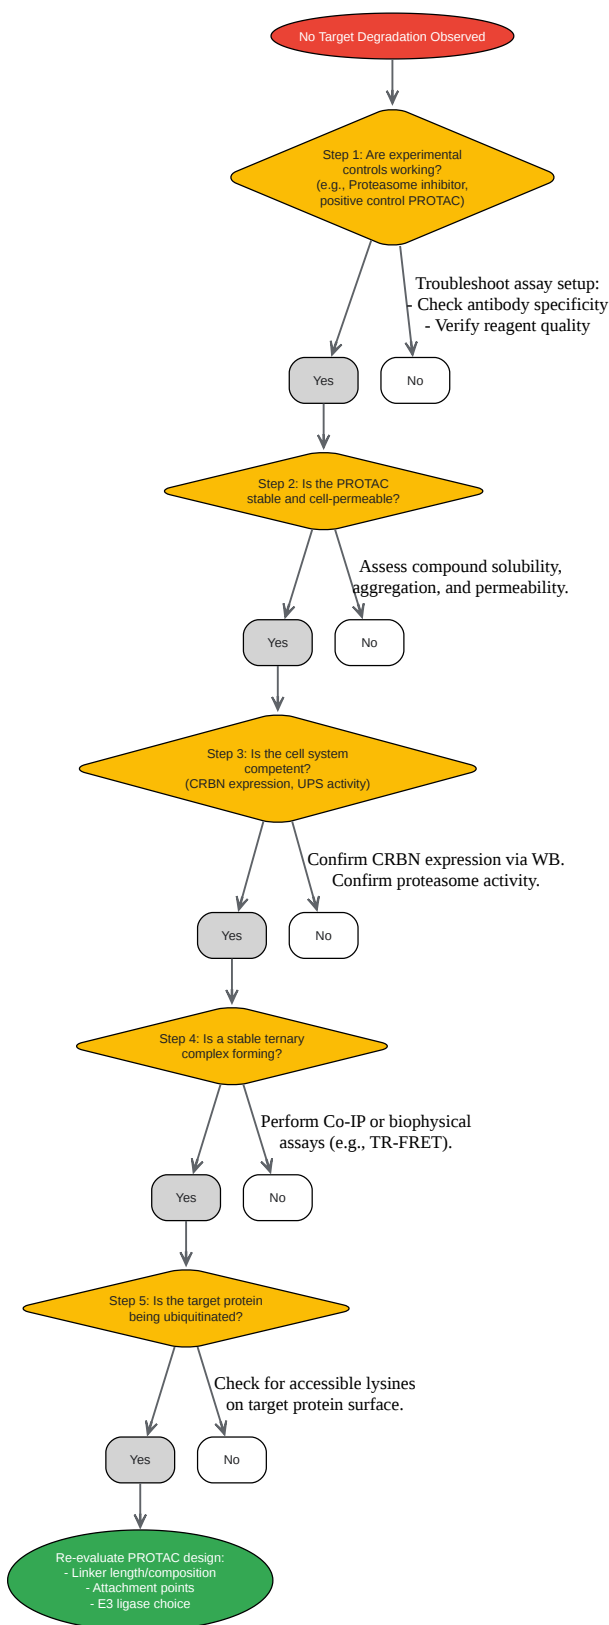 No Target Degradation Observed
Step 1: Are experimental
controls working?
(e.g., Proteasome inhibitor,
positive control PROTAC)
Troubleshoot assay setup:
- Check antibody specificity
- Verify reagent quality
Yes
No
Step 2: Is the PROTAC
stable and cell-permeable?
Assess compound solubility,
aggregation, and permeability.
Yes
No
Step 3: Is the cell system
competent?
(CRBN expression, UPS activity)
Confirm CRBN expression via WB.
Confirm proteasome activity.
Yes
No
Step 4: Is a stable ternary
complex forming?
Perform Co-IP or biophysical
assays (e.g., TR-FRET).
Yes
No
Step 5: Is the target protein
being ubiquitinated?
Check for accessible lysines
on target protein surface.
Yes
No
Re-evaluate PROTAC design:
- Linker length/composition
- Attachment points
- E3 ligase choice